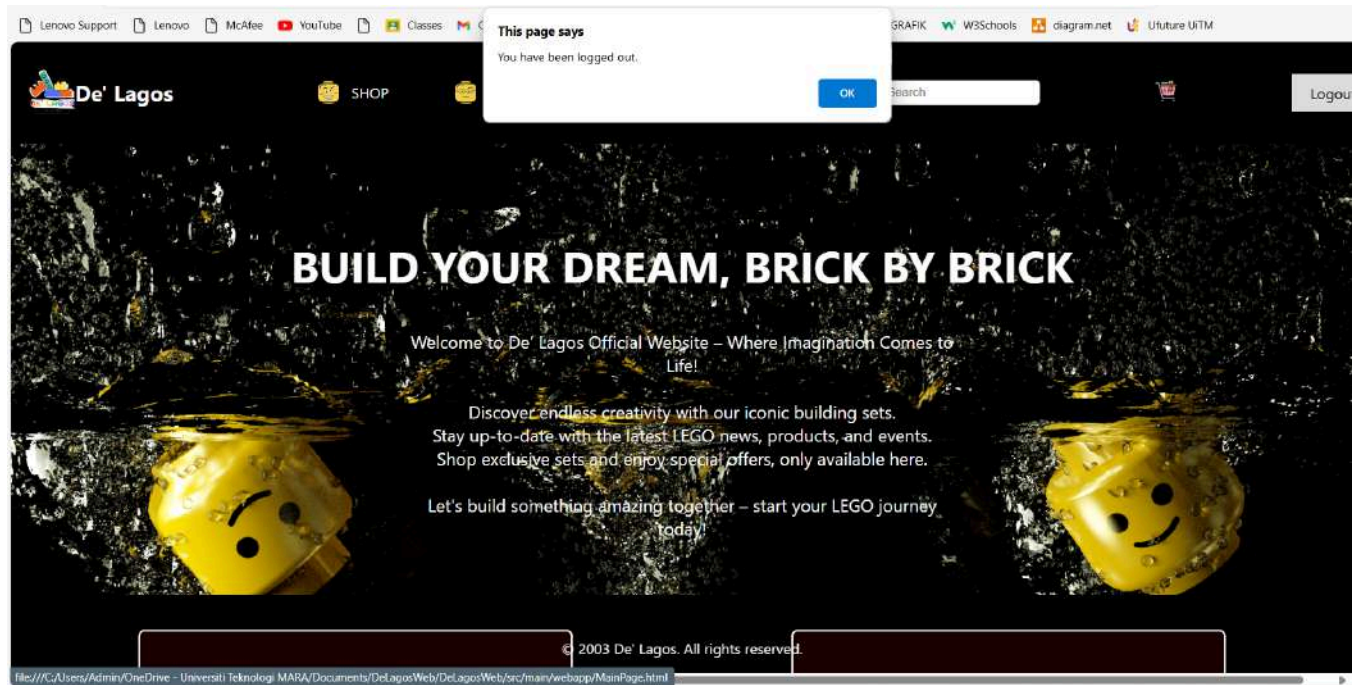 Lenovo Support Lenovo McAfee YouTube Classes GRAFIK W3Schools diagram.net Ufuture UiTM
This page says
You have been logged out.
OK
De' Lagos SHOP Search Logou
BUILD YOUR DREAM, BRICK BY BRICK
Welcome to De' Lagos Official Website – Where Imagination Comes to
Life!
Discover endless creativity with our iconic building sets.
Stay up-to-date with the latest LEGO news, products, and events.
Shop exclusive sets and enjoy special offers, only available here.
Let's build something amazing together – start your LEGO journey
today!
© 2003 De' Lagos. All rights reserved.
file:///C:/Users/Admin/OneDrive - Universiti Teknologi MARA/Documents/DeLagosWeb/DeLagosWeb/src/main/webapp/MainPage.html